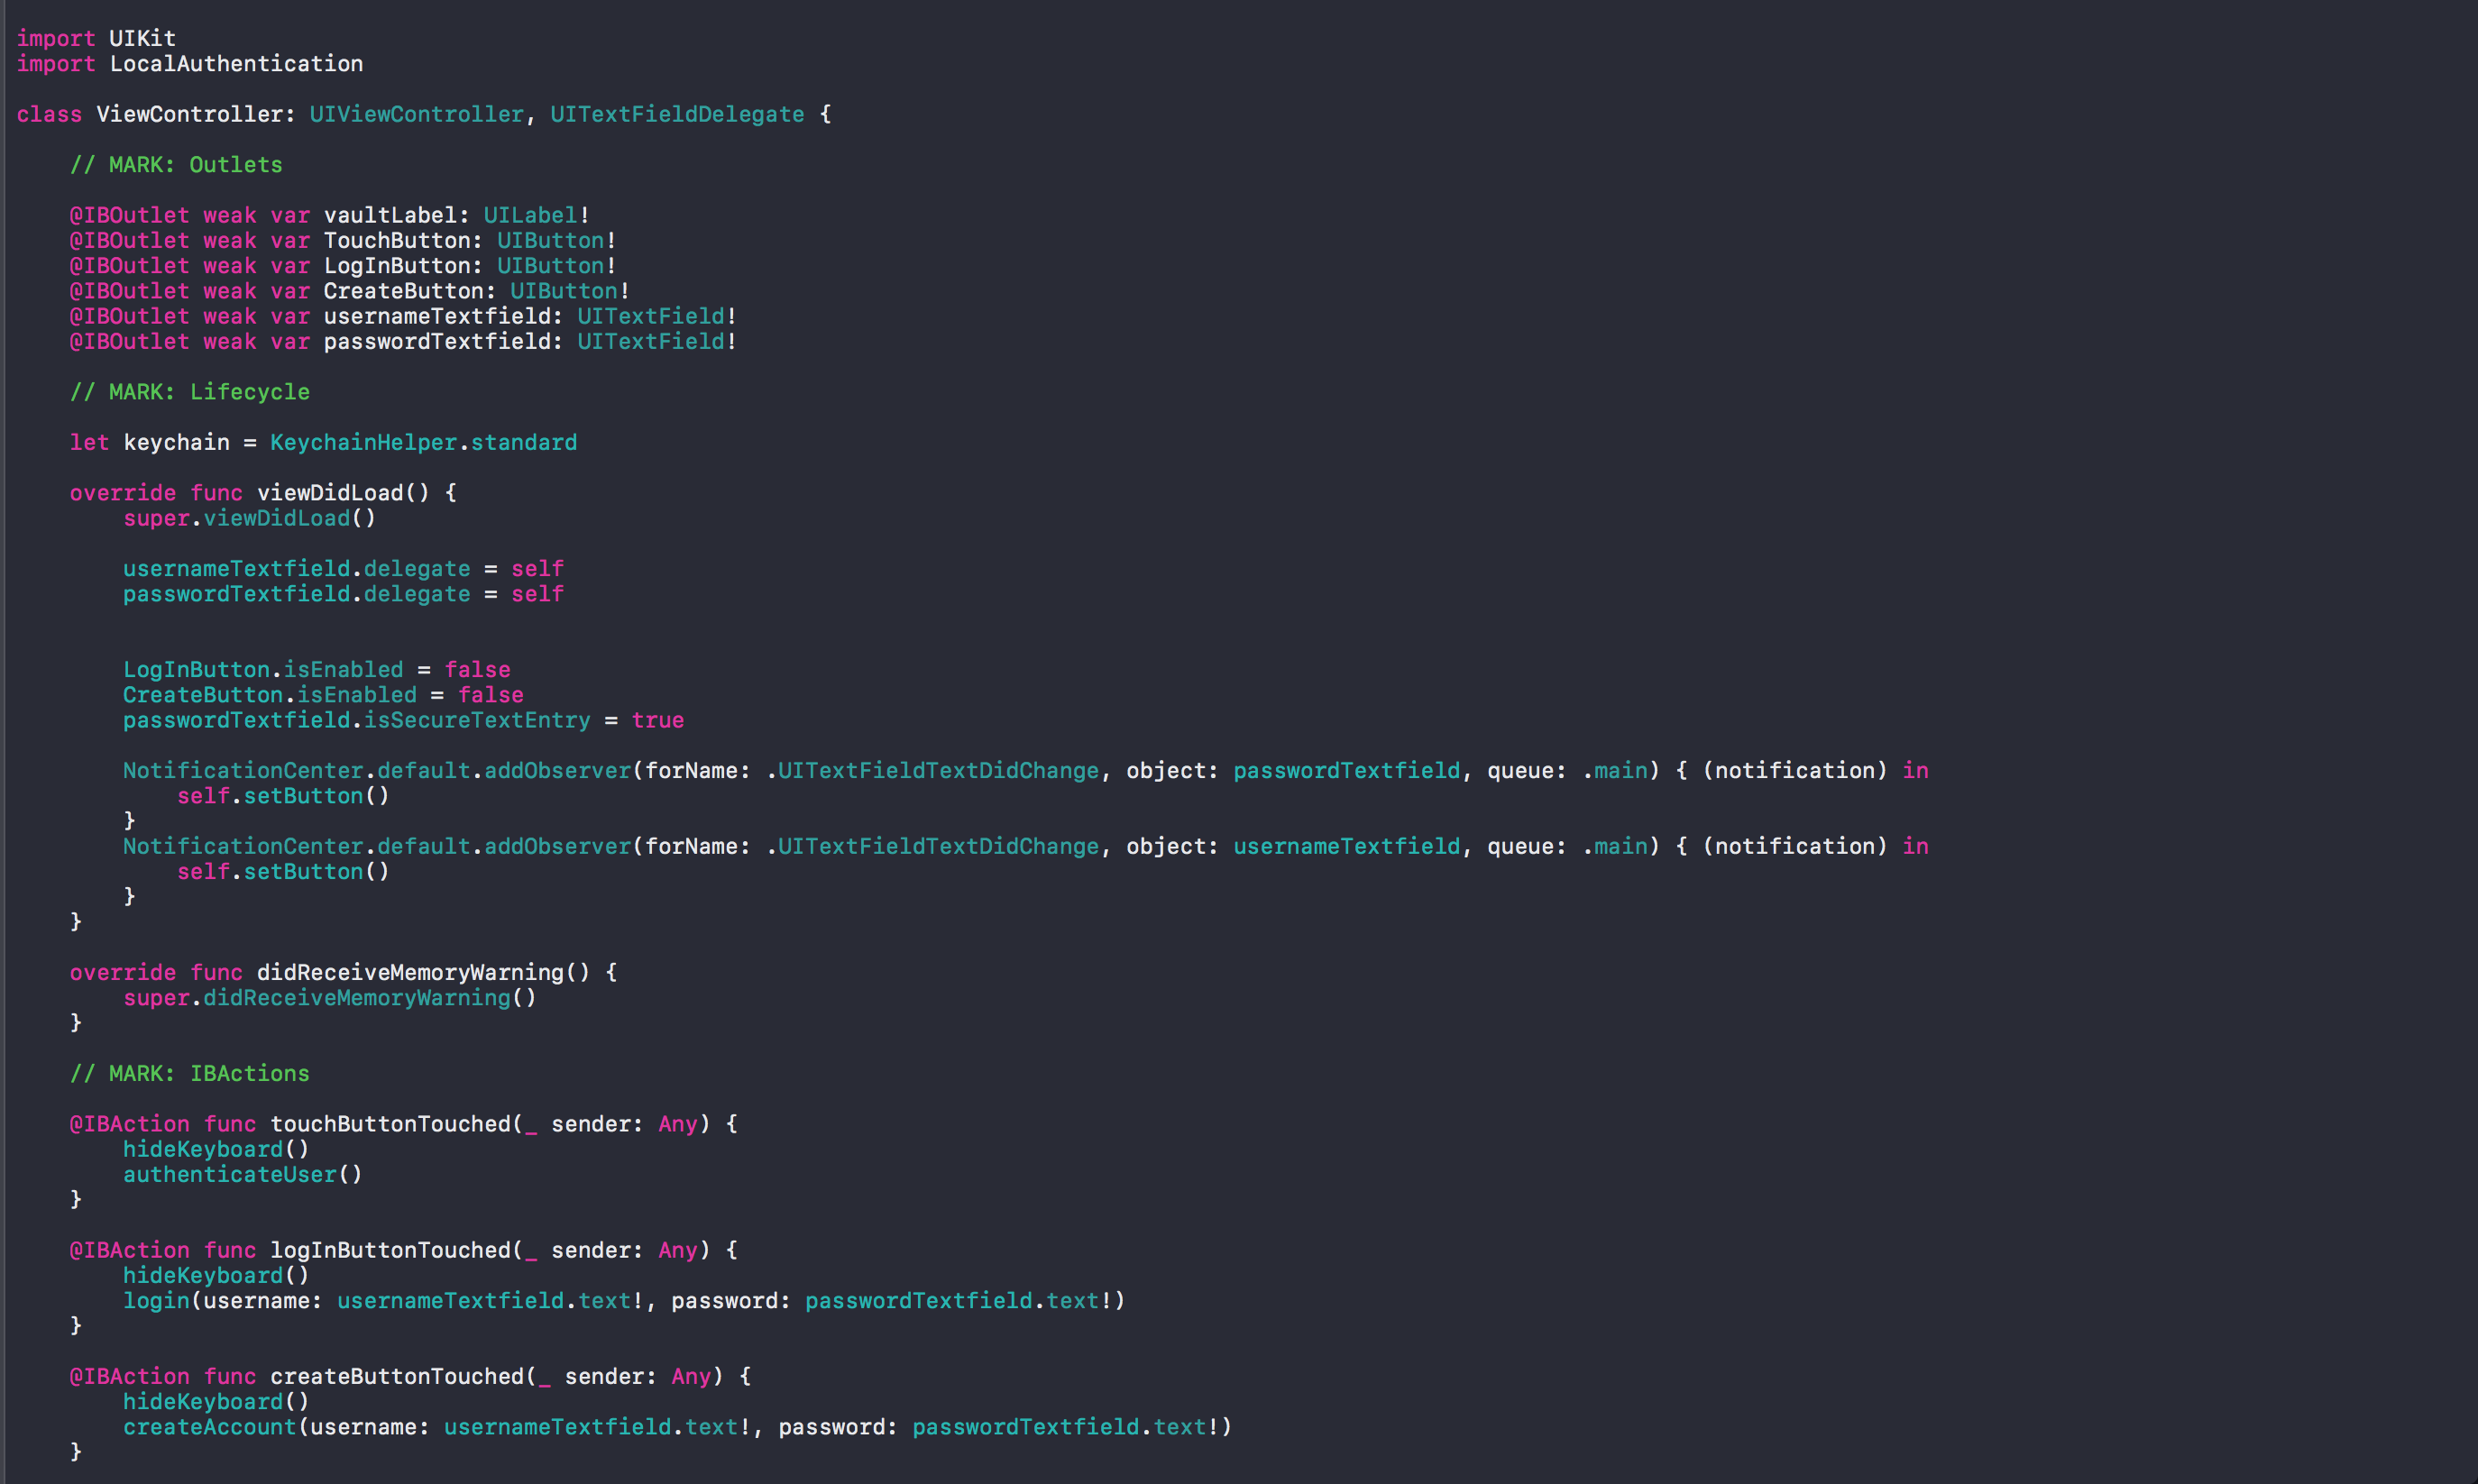 import UIKit
import LocalAuthentication
class ViewController: UIViewController, UITextFieldDelegate {
// MARK: Outlets
@IBOutlet weak var vaultLabel: UILabel!
@IBOutlet weak var TouchButton: UIButton!
@IBOutlet weak var LogInButton: UIButton!
@IBOutlet weak var CreateButton: UIButton!
@IBOutlet weak var usernameTextfield: UITextField!
@IBOutlet weak var passwordTextfield: UITextField!
// MARK: Lifecycle
let keychain = KeychainHelper.standard
override func viewDidLoad() {
super.viewDidLoad()
usernameTextfield.delegate = self
passwordTextfield.delegate = self
LogInButton.isEnabled = false
CreateButton.isEnabled = false
passwordTextfield.isSecureTextEntry = true
NotificationCenter.default.addObserver(forName: .UITextFieldTextDidChange, object: passwordTextfield, queue: .main) { (notification) in
self.setButton()
}
NotificationCenter.default.addObserver(forName: .UITextFieldTextDidChange, object: usernameTextfield, queue: .main) { (notification) in
self.setButton()
}
}
override func didReceiveMemoryWarning() {
super.didReceiveMemoryWarning()
}
// MARK: IBActions
@IBAction func touchButtonTouched(_ sender: Any) {
hideKeyboard()
authenticateUser()
}
@IBAction func logInButtonTouched(_ sender: Any) {
hideKeyboard()
login(username: usernameTextfield.text!, password: passwordTextfield.text!)
}
@IBAction func createButtonTouched(_ sender: Any) {
hideKeyboard()
createAccount(username: usernameTextfield.text!, password: passwordTextfield.text!)
}